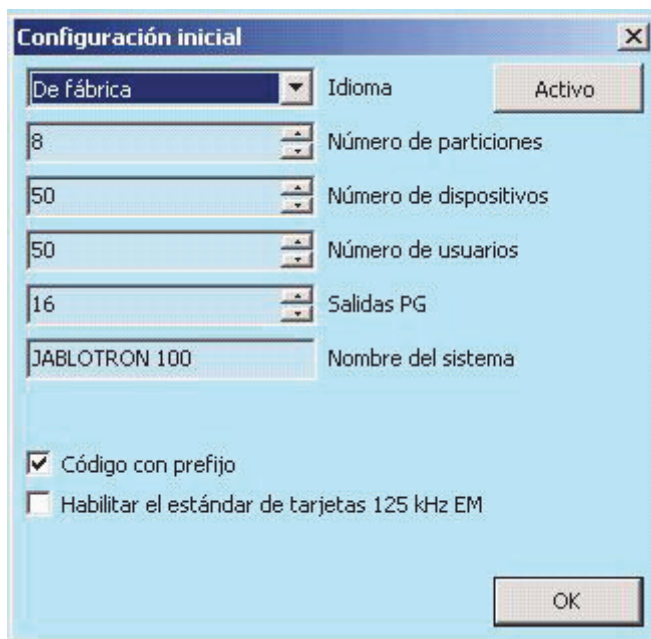 Configuración inicial
De fábrica Idioma Activo
8 Número de particiones
50 Número de dispositivos
50 Número de usuarios
16 Salidas PG
JABLOTRON 100 Nombre del sistema
Código con prefijo
Habilitar el estándar de tarjetas 125 kHz EM
OK